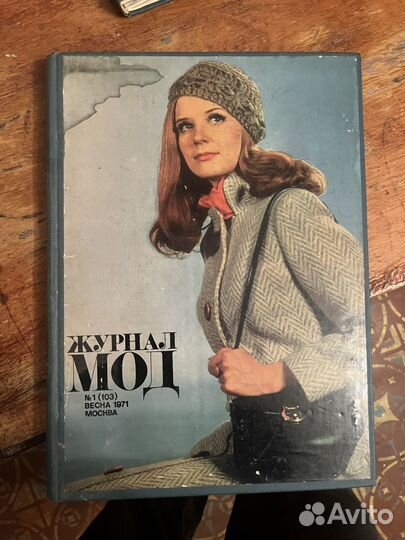 ЖУРНАЛ
МОД
№1 (103)
ВЕСНА 1971
МОСКВА
Avito